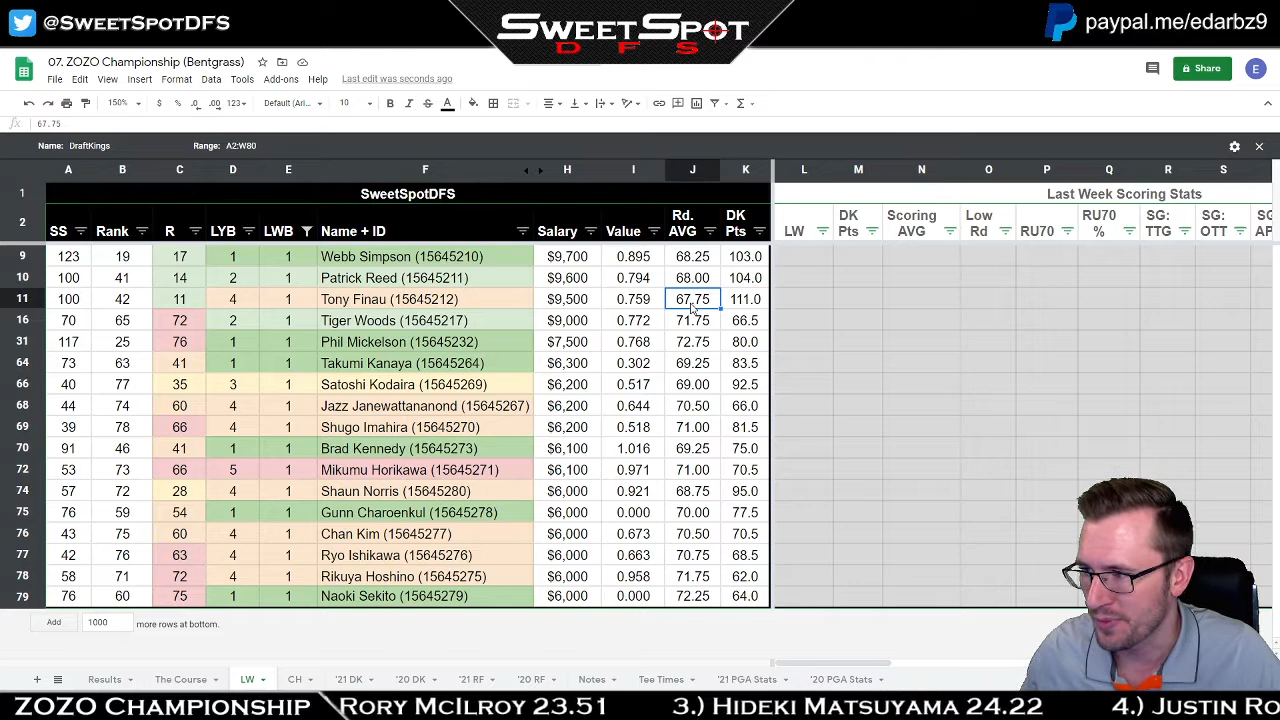 @SweetSpotDFS
SweetSpot
DFS
paypal.me/edarbz9
07. ZOZO Championship (Bentgrass)
File Edit View Insert Format Data Tools Add-ons Help Last edit was seconds ago
Share
E
150% $ % .0 .00 123 Default (Ari... 10 B I S A
fx 67.75
Name: DraftKings Range: A2:W80
A B C D E F H I J K L M N O P Q R S
1 SweetSpotDFS Last Week Scoring Stats
2 SS Rank R LYB LWB Name + ID Salary Value Rd. AVG DK Pts LW DK Pts Scoring AVG Low Rd RU70 RU70 % SG: TTG SG: OTT SG: AP
9 123 19 17 1 1 Webb Simpson (15645210) $9,700 0.895 68.25 103.0
10 100 41 14 2 1 Patrick Reed (15645211) $9,600 0.794 68.00 104.0
11 100 42 11 4 1 Tony Finau (15645212) $9,500 0.759 67.75 111.0
16 70 65 72 2 1 Tiger Woods (15645217) $9,000 0.772 71.75 66.5
31 117 25 76 1 1 Phil Mickelson (15645232) $7,500 0.768 72.75 80.0
64 73 63 41 1 1 Takumi Kanaya (15645264) $6,300 0.302 69.25 83.5
66 40 77 35 3 1 Satoshi Kodaira (15645269) $6,200 0.517 69.00 92.5
68 44 74 60 4 1 Jazz Janewattananond (15645267) $6,200 0.644 70.50 66.0
69 39 78 66 4 1 Shugo Imahira (15645270) $6,200 0.518 71.00 81.5
70 91 46 41 1 1 Brad Kennedy (15645273) $6,100 1.016 69.25 75.0
72 53 73 66 5 1 Mikumu Horikawa (15645271) $6,100 0.971 71.00 70.5
74 57 72 28 4 1 Shaun Norris (15645280) $6,000 0.921 68.75 95.0
75 76 59 54 1 1 Gunn Charoenkul (15645278) $6,000 0.000 70.00 77.5
76 43 75 60 4 1 Chan Kim (15645277) $6,000 0.673 70.50 70.5
77 42 76 63 4 1 Ryo Ishikawa (15645276) $6,000 0.663 70.75 68.5
78 58 71 72 4 1 Rikuya Hoshino (15645275) $6,000 0.958 71.75 62.0
79 76 60 75 1 1 Naoki Sekito (15645279) $6,000 0.000 72.25 64.0
Add 1000 more rows at bottom.
Results The Course LW CH '21 DK '20 DK '21 RF '20 RF Notes Tee Times '21 PGA Stats '20 PGA Stats
ZOZO Championship Rory McIlroy 23.51 3.) Hideki Matsuyama 24.22 4.) Justin Ro